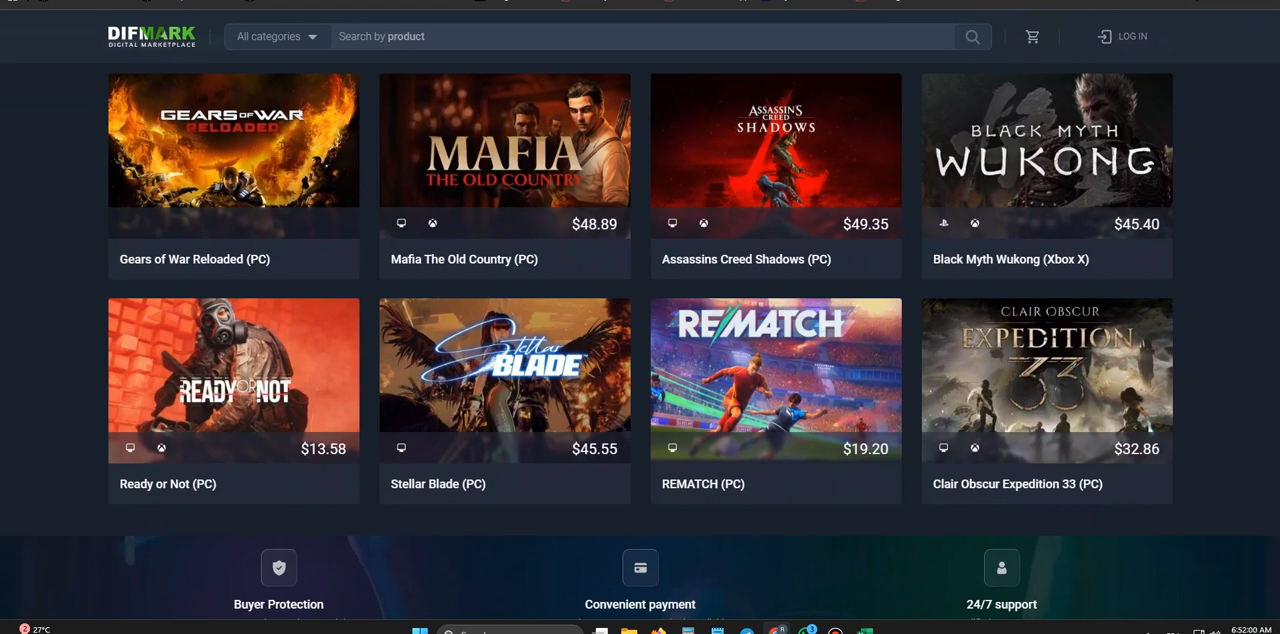 DIFMARK
DIGITAL MARKETPLACE
All categories
Search by product
LOG IN
GEARS OF WAR
RELOADED
MAFIA
THE OLD COUNTRY
ASSASSIN'S
CREED
SHADOWS
BLACK MYTH
WUKONG
$48.89
$49.35
$45.40
Gears of War Reloaded (PC)
Mafia The Old Country (PC)
Assassins Creed Shadows (PC)
Black Myth Wukong (Xbox X)
READY OR NOT
Stellar
BLADE
REMATCH
CLAIR OBSCUR
EXPEDITION
33
$13.58
$45.55
$19.20
$32.86
Ready or Not (PC)
Stellar Blade (PC)
REMATCH (PC)
Clair Obscur Expedition 33 (PC)
Buyer Protection
Convenient payment
24/7 support
2
27°C
6:52:00 AM